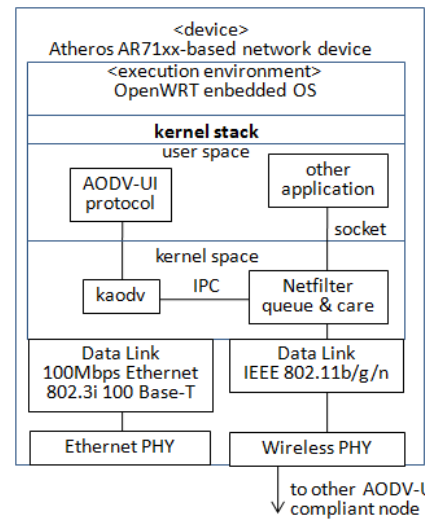 <device>
Atheros AR71xx-based network device
<execution environment>
OpenWRT enbedded OS
kernel stack
user space
AODV-UI
protocol
other
application
socket
kernel space
kaodv
IPC
Netfilter
queue & care
Data Link
100Mbps Ethernet
802.3i 100 Base-T
Data Link
IEEE 802.11b/g/n
Ethernet PHY
Wireless PHY
to other AODV-U
compliant node